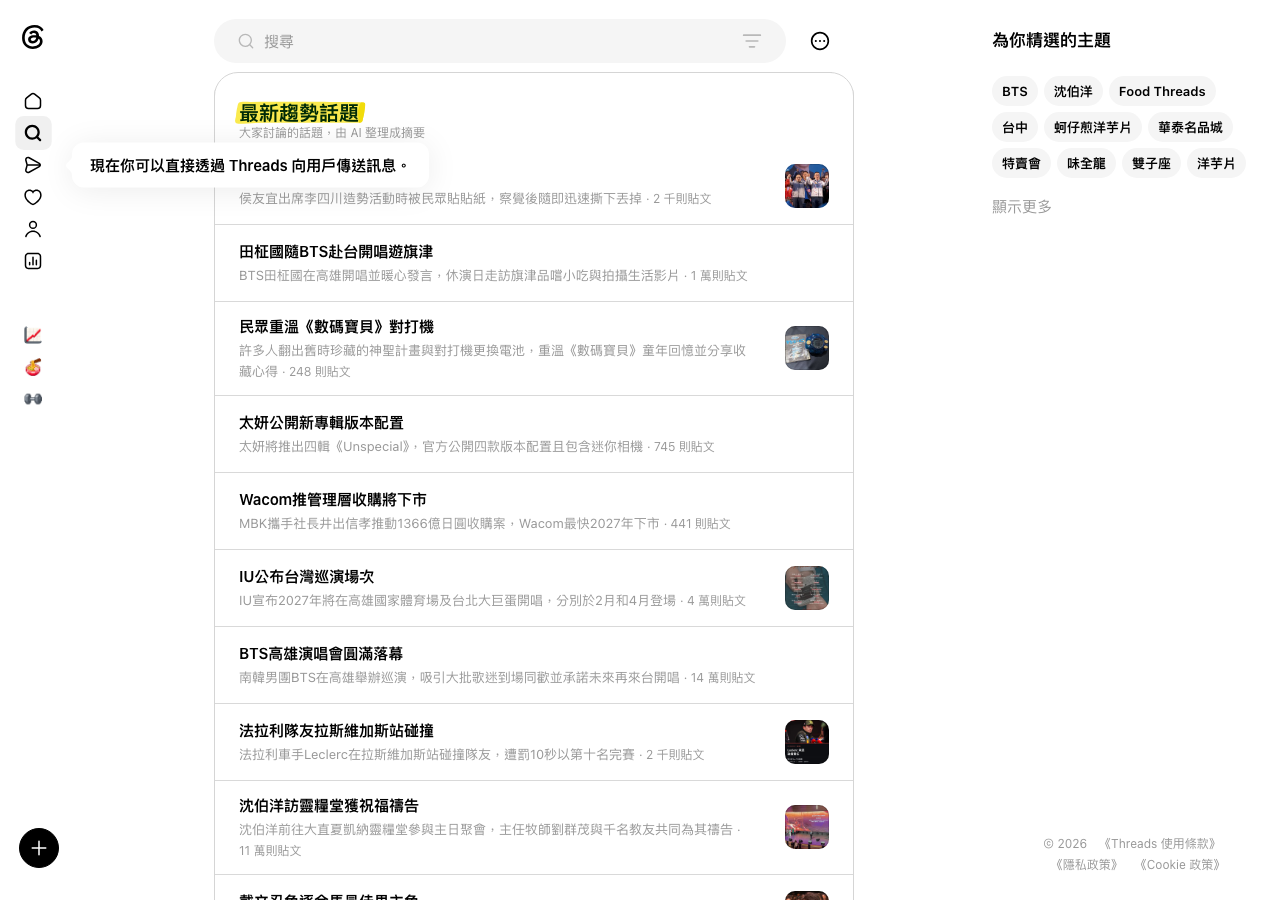 搜尋
最新趨勢話題
大家討論的話題，由 AI 整理成摘要
現在你可以直接透過 Threads 向用戶傳送訊息。
侯友宜出席李四川造勢活動時被民眾貼貼紙，察覺後隨即迅速撕下丟掉 · 2 千則貼文
田柾國隨BTS赴台開唱遊旗津
BTS田柾國在高雄開唱並暖心發言，休演日走訪旗津品嚐小吃與拍攝生活影片 · 1 萬則貼文
民眾重溫《數碼寶貝》對打機
許多人翻出舊時珍藏的神聖計畫與對打機更換電池，重溫《數碼寶貝》童年回憶並分享收
藏心得 · 248 則貼文
太妍公開新專輯版本配置
太妍將推出四輯《Unspecial》，官方公開四款版本配置且包含迷你相機 · 745 則貼文
Wacom推管理層收購將下市
MBK攜手社長井出信孝推動1366億日圓收購案，Wacom最快2027年下市 · 441 則貼文
IU公布台灣巡演場次
IU宣布2027年將在高雄國家體育場及台北大巨蛋開唱，分別於2月和4月登場 · 4 萬則貼文
BTS高雄演唱會圓滿落幕
南韓男團BTS在高雄舉辦巡演，吸引大批歌迷到場同歡並承諾未來再來台開唱 · 14 萬則貼文
法拉利隊友拉斯維加斯站碰撞
法拉利車手Leclerc在拉斯維加斯站碰撞隊友，遭罰10秒以第十名完賽 · 2 千則貼文
沈伯洋訪靈糧堂獲祝福禱告
沈伯洋前往大直夏凱納靈糧堂參與主日聚會，主任牧師劉群茂與千名教友共同為其禱告 ·
11 萬則貼文
為你精選的主題
BTS
沈伯洋
Food Threads
台中
蚵仔煎洋芋片
華泰名品城
特賣會
味全龍
雙子座
洋芋片
顯示更多
© 2026
《Threads 使用條款》
《隱私政策》
《Cookie 政策》